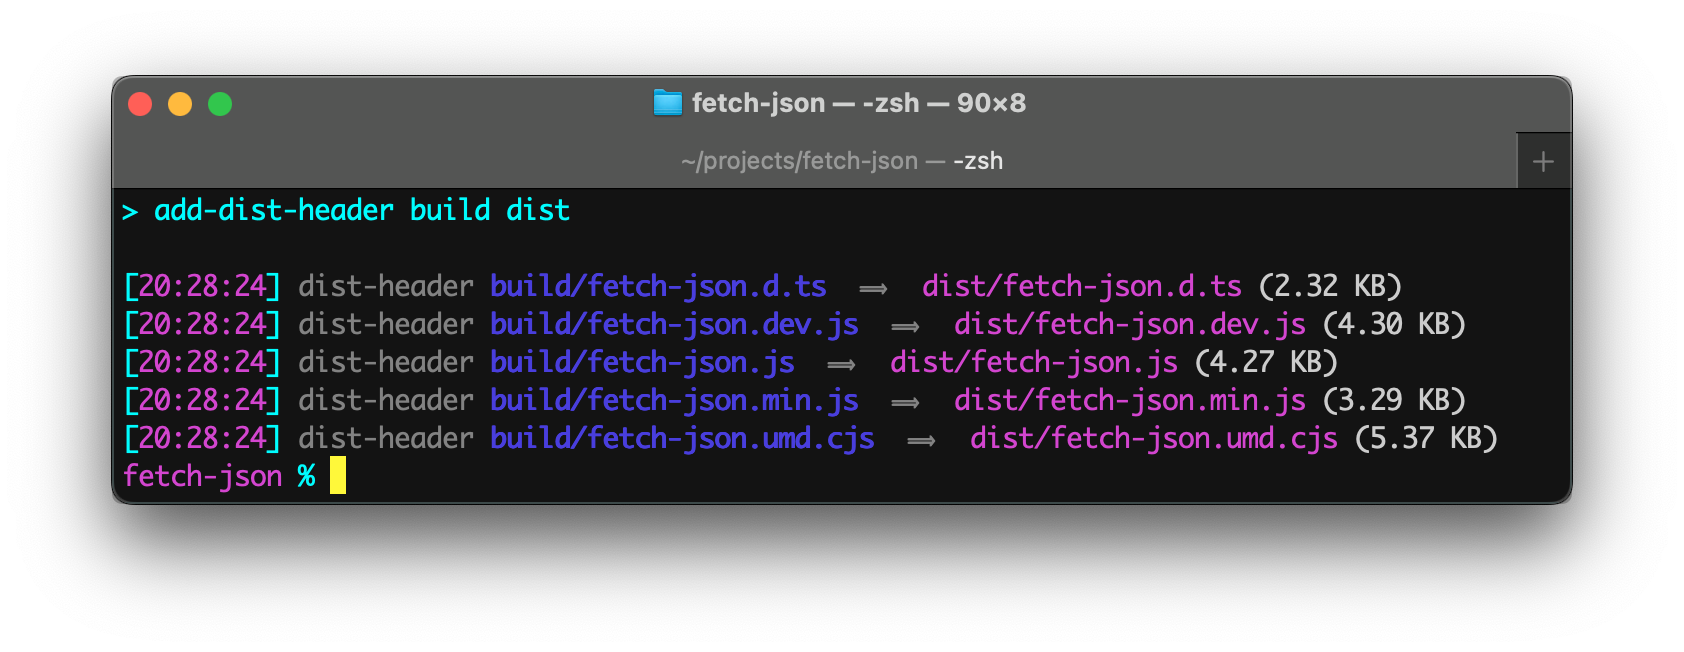 fetch-json — -zsh — 90×8
~/projects/fetch-json — -zsh
+
> add-dist-header build dist
[20:28:24] dist-header build/fetch-json.d.ts ⟹ dist/fetch-json.d.ts (2.32 KB)
[20:28:24] dist-header build/fetch-json.dev.js ⟹ dist/fetch-json.dev.js (4.30 KB)
[20:28:24] dist-header build/fetch-json.js ⟹ dist/fetch-json.js (4.27 KB)
[20:28:24] dist-header build/fetch-json.min.js ⟹ dist/fetch-json.min.js (3.29 KB)
[20:28:24] dist-header build/fetch-json.umd.cjs ⟹ dist/fetch-json.umd.cjs (5.37 KB)
fetch-json %